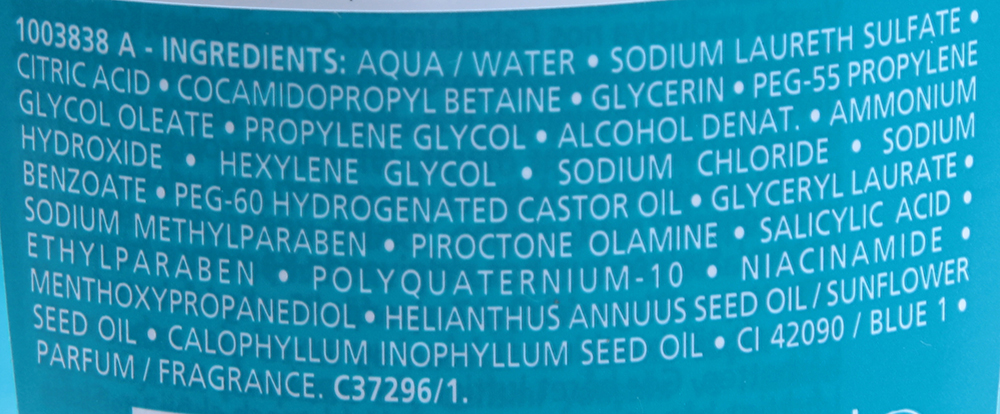 1003838 A - INGREDIENTS: AQUA / WATER • SODIUM LAURETH SULFATE •
CITRIC ACID • COCAMIDOPROPYL BETAINE • GLYCERIN • PEG-55 PROPYLENE
GLYCOL OLEATE • PROPYLENE GLYCOL • ALCOHOL DENAT. • AMMONIUM
HYDROXIDE • HEXYLENE GLYCOL • SODIUM CHLORIDE • SODIUM
BENZOATE • PEG-60 HYDROGENATED CASTOR OIL • GLYCERYL LAURATE •
SODIUM METHYLPARABEN • PIROCTONE OLAMINE • SALICYLIC ACID •
ETHYLPARABEN • POLYQUATERNIUM-10 • NIACINAMIDE •
MENTHOXYPROPANEDIOL • HELIANTHUS ANNUUS SEED OIL / SUNFLOWER
SEED OIL • CALOPHYLLUM INOPHYLLUM SEED OIL • CI 42090 / BLUE 1 •
PARFUM / FRAGRANCE. C37296/1.